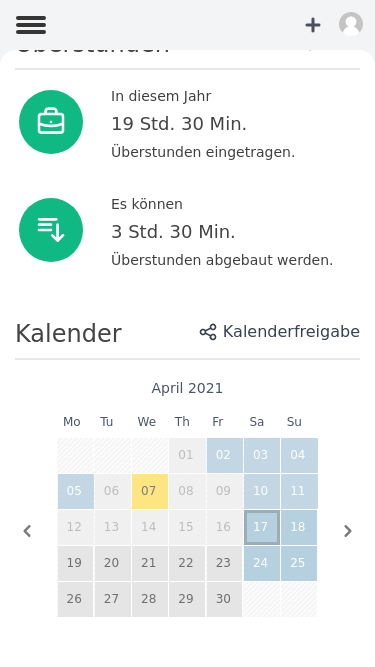 Überstunden
In diesem Jahr
19 Std. 30 Min.
Überstunden eingetragen.
Es können
3 Std. 30 Min.
Überstunden abgebaut werden.
Kalender Kalenderfreigabe
April 2021
Mo Tu We Th Fr Sa Su
01 02 03 04
05 06 07 08 09 10 11
12 13 14 15 16 17 18
19 20 21 22 23 24 25
26 27 28 29 30